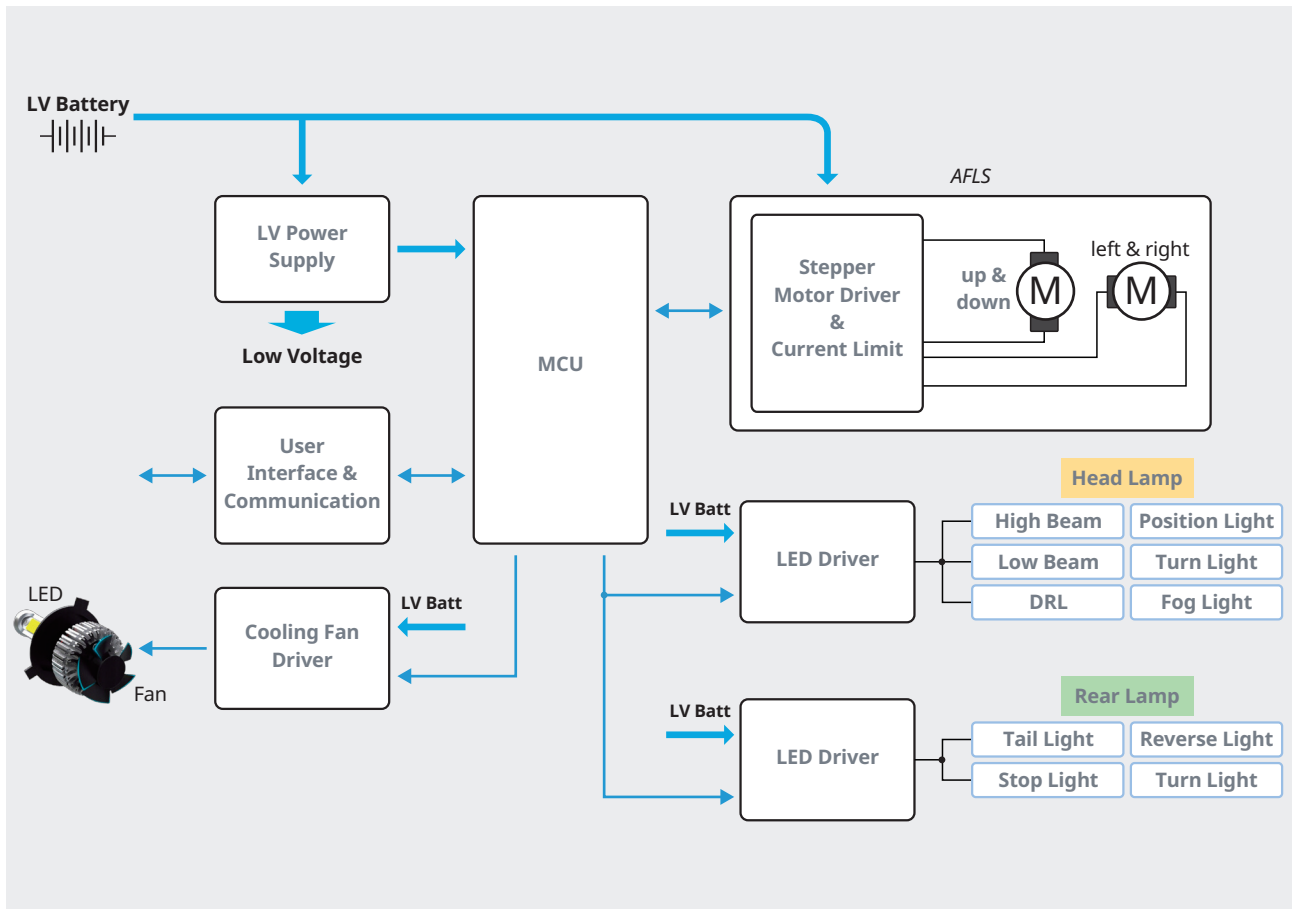 LV Battery
AFLS
LV Power
Supply
Low Voltage
MCU
Stepper
Motor Driver
&
Current Limit
up &
down
M
left & right
M
User
Interface &
Communication
LED
Fan
Cooling Fan
Driver
LV Batt
LV Batt
LED Driver
Head Lamp
High Beam
Position Light
Low Beam
Turn Light
DRL
Fog Light
LV Batt
LED Driver
Rear Lamp
Tail Light
Reverse Light
Stop Light
Turn Light